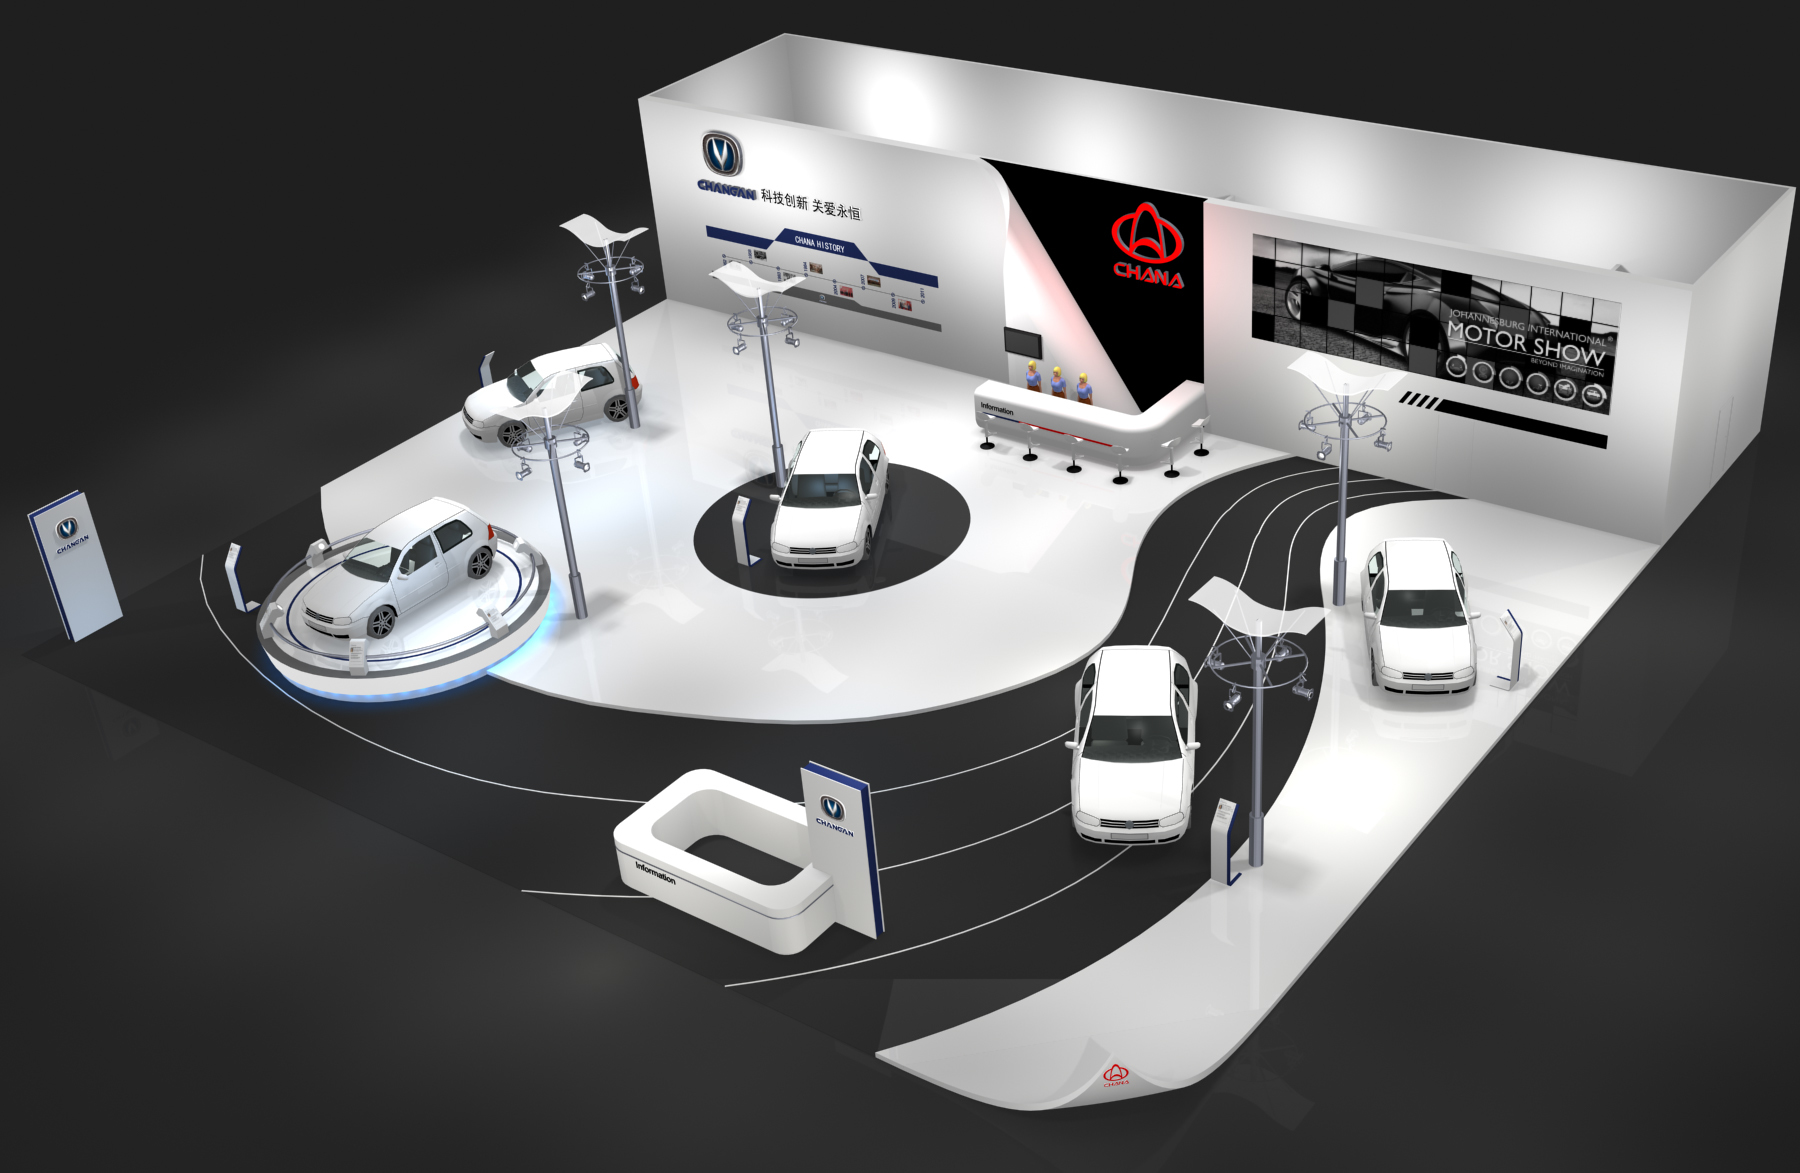 CHANGAN 科技创新 关爱永恒
CHANA HISTORY
CHANA
JOHANNESBURG INTERNATIONAL
MOTOR SHOW
BEYOND IMAGINATION
Information
CHANGAN
CHANGAN
Information
CHANA